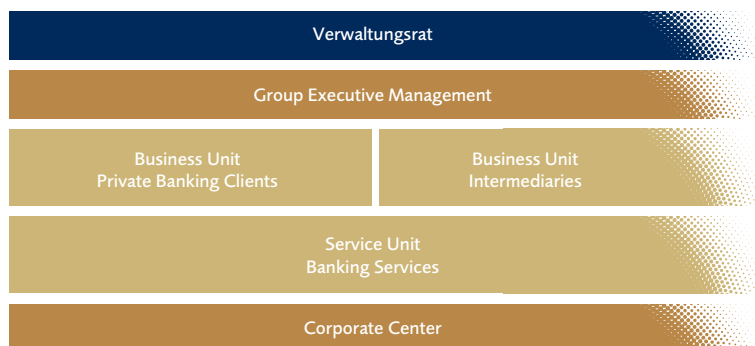 Verwaltungsrat
Group Executive Management
Business Unit
Private Banking Clients
Business Unit
Intermediaries
Service Unit
Banking Services
Corporate Center